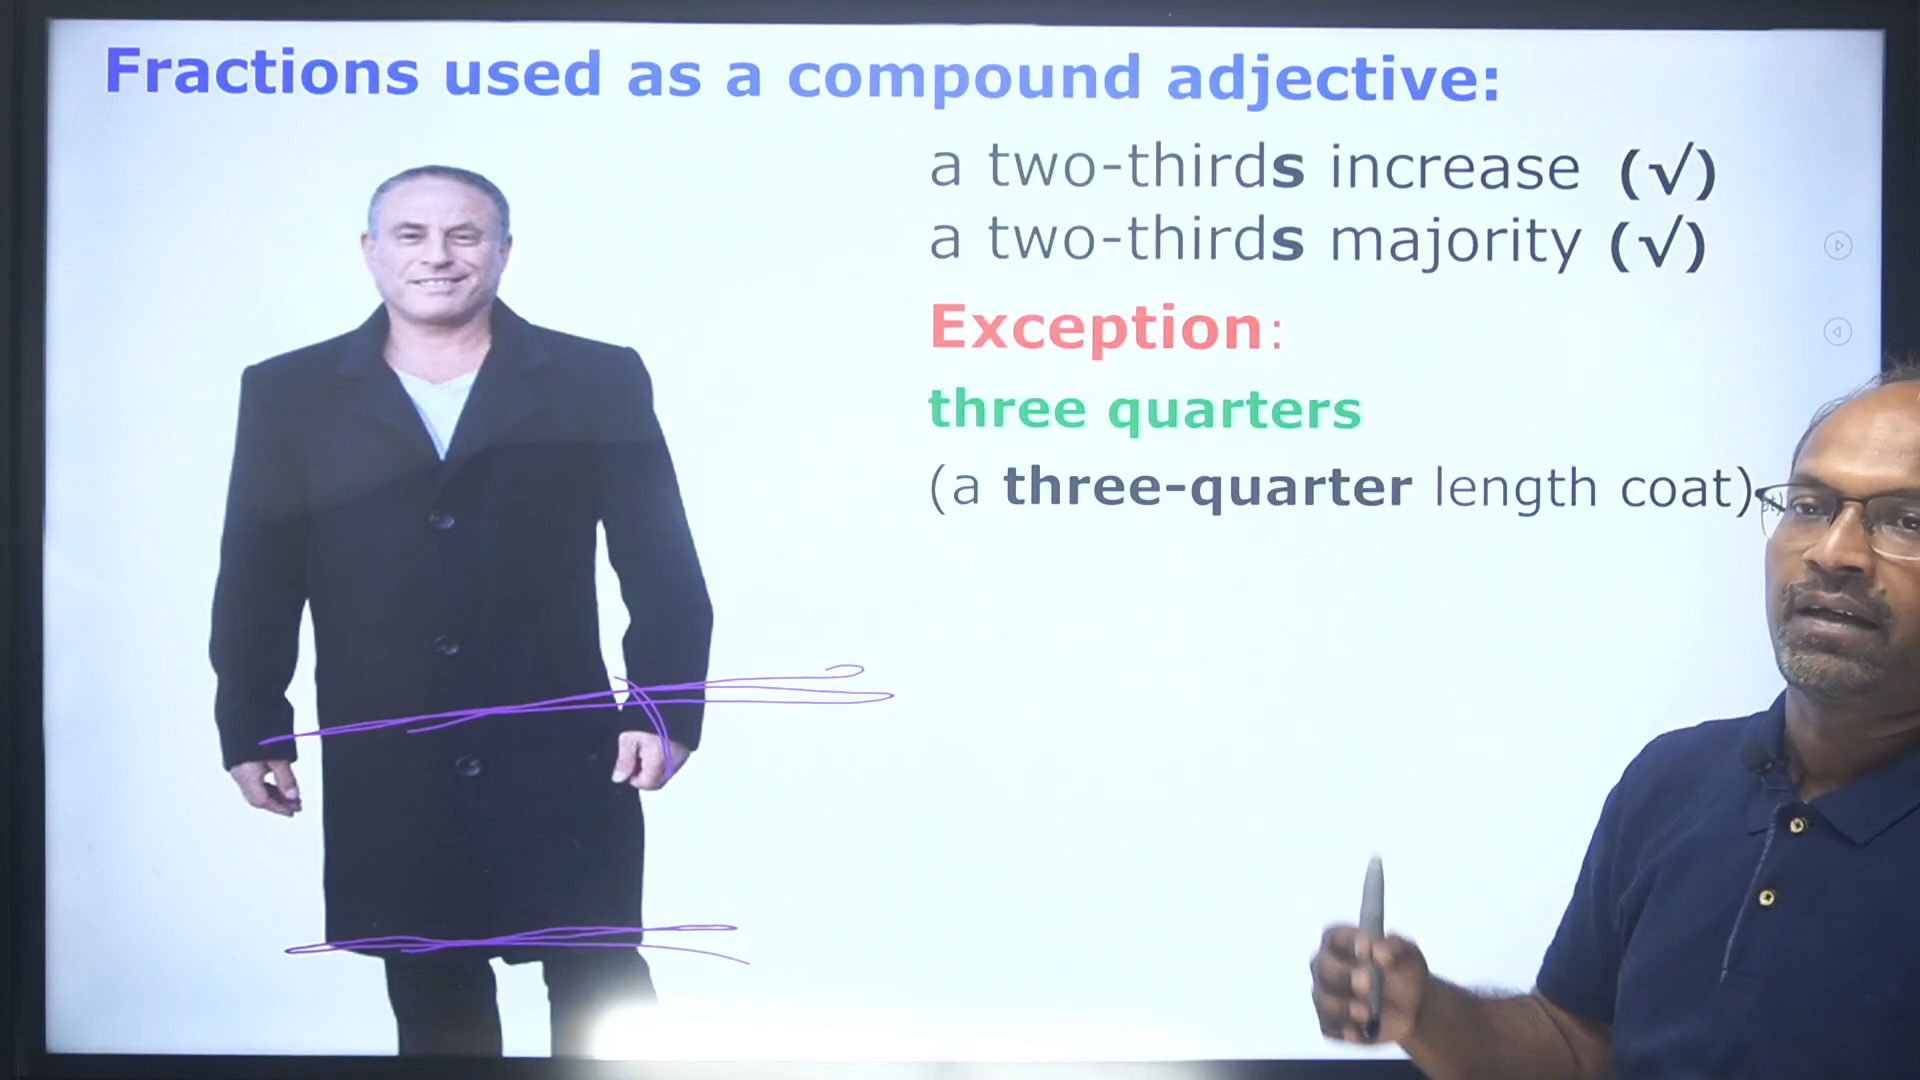 Fractions used as a compound adjective:
a two-thirds increase (√)
a two-thirds majority (√)
Exception:
three quarters
(a three-quarter length coat)